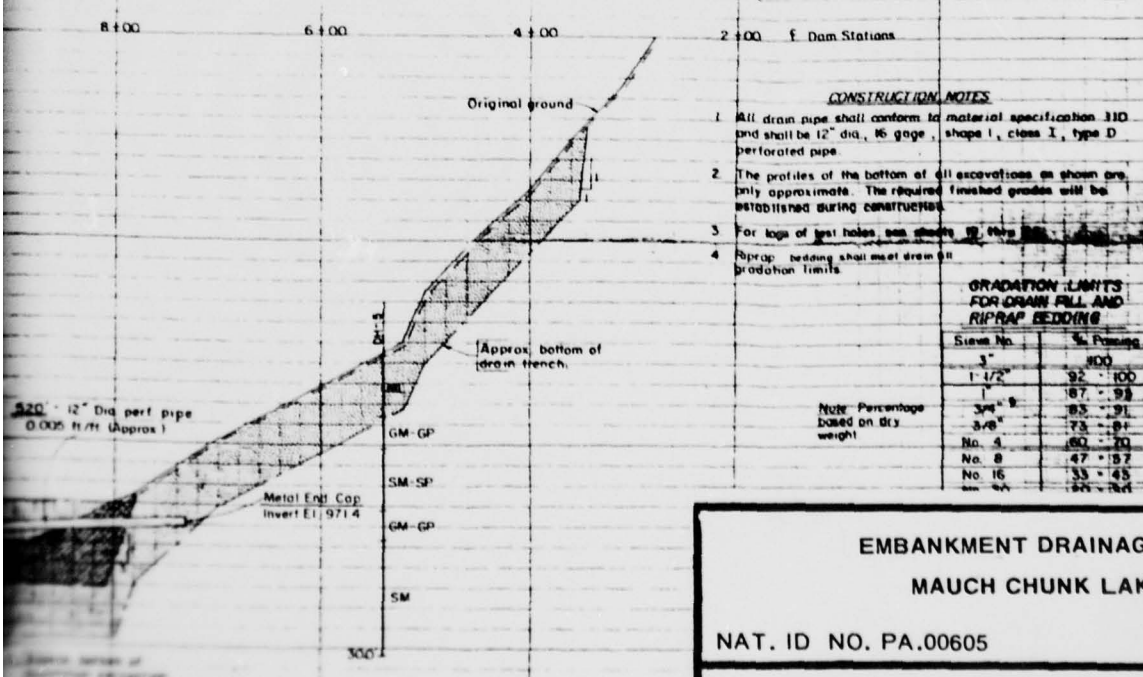 8+00 6+00 4+00 2+00 Dam Stations
Original ground
CONSTRUCTION NOTES
1. All drain pipe shall conform to material specification 31D
and shall be 12" dia., 16 gage, shape 1, class I, type D
perforated pipe.
2. The profiles of the bottom of all excavations as shown are
only approximate. The required finished grades will be
established during construction.
3. For logs of test holes, see sheets
4. Riprap bedding shall meet drain fill
gradation limits.
GRADATION LIMITS
FOR DRAIN FILL AND
RIPRAP BEDDING
Sieve No. % Passing
3" 100
1-1/2" 92 - 100
1" 87 -
3/4" 83 - 91
3/8" 73 - 81
No. 4 60 - 70
No. 8 47 - 57
No. 16 33 - 45
Note: Percentage
based on dry
weight
Approx. bottom of
drain trench.
520' - 12" Dia. perf pipe
0.005 ft/ft (Approx.)
GM-GP
SM-SP
Metal End Cap
Invert El. 971.4
GM-GP
SM
30.0'
EMBANKMENT DRAINAG
MAUCH CHUNK LAK
NAT. ID NO. PA.00605